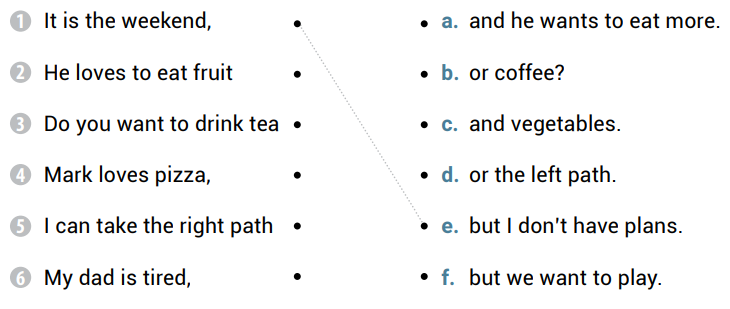 1 It is the weekend, • • a. and he wants to eat more.
2 He loves to eat fruit • • b. or coffee?
3 Do you want to drink tea • • c. and vegetables.
4 Mark loves pizza, • • d. or the left path.
5 I can take the right path • • e. but I don't have plans.
6 My dad is tired, • • f. but we want to play.